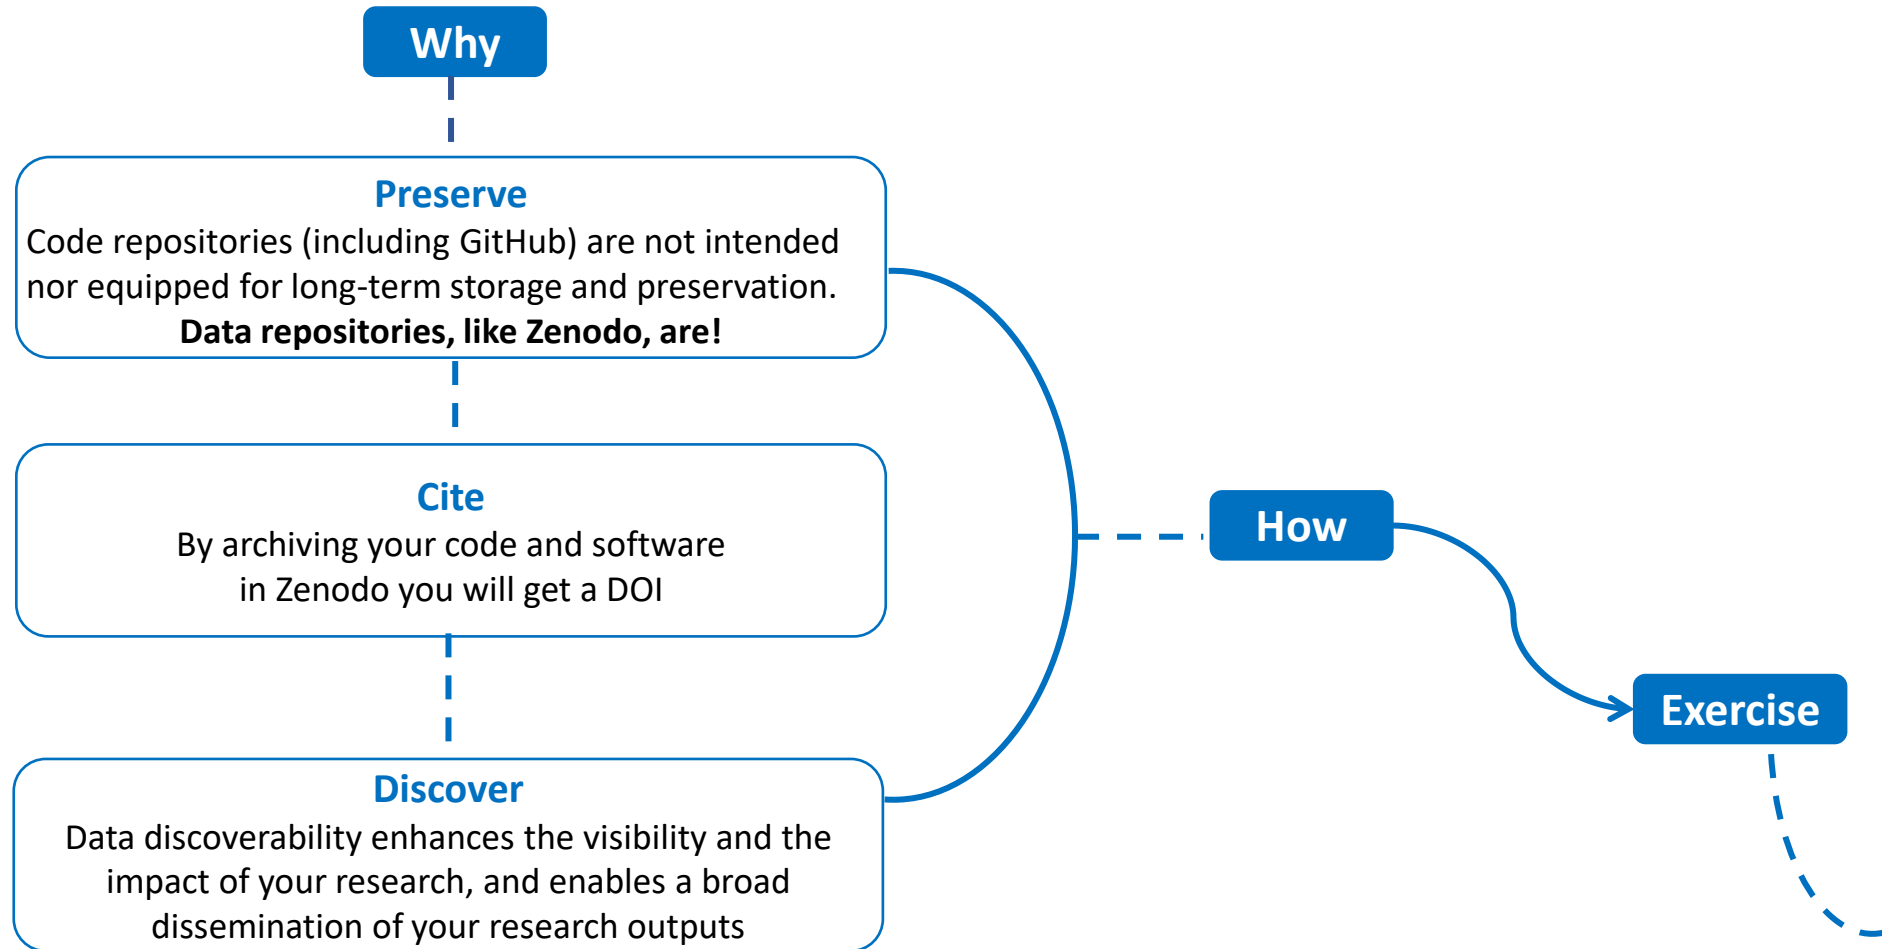 Why
Preserve
Code repositories (including GitHub) are not intended
nor equipped for long-term storage and preservation.
Data repositories, like Zenodo, are!
Cite
By archiving your code and software
in Zenodo you will get a DOI
Discover
Data discoverability enhances the visibility and the
impact of your research, and enables a broad
dissemination of your research outputs
How
Exercise